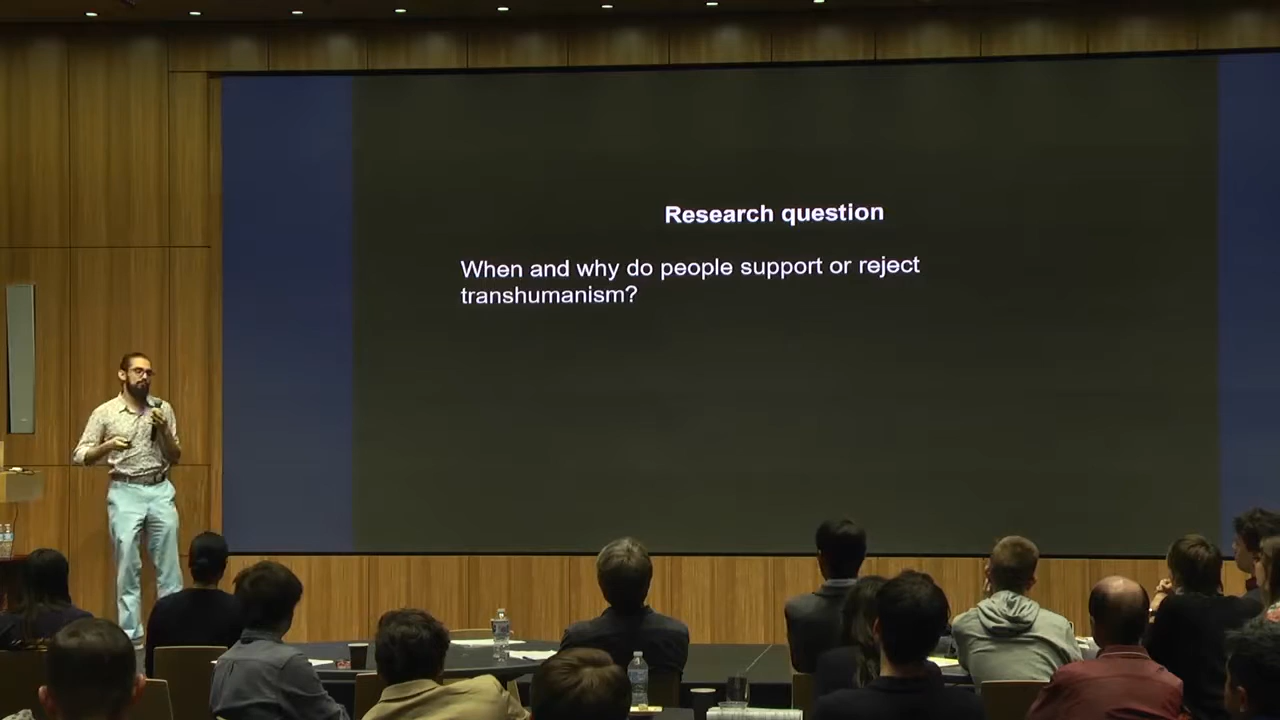 Research question
When and why do people support or reject
transhumanism?